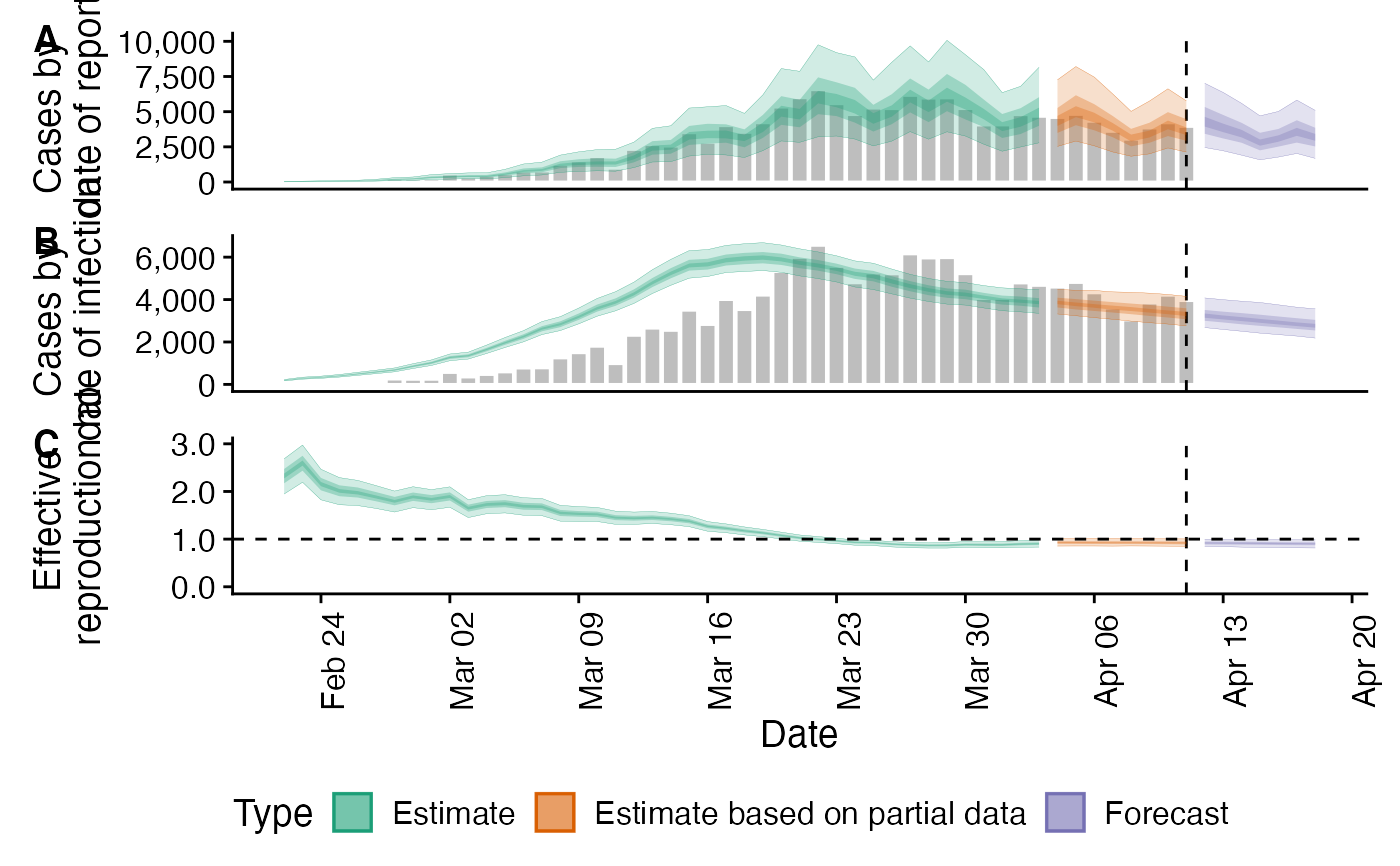 A
Cases by
date of report
10,000
7,500
5,000
2,500
0
B
Cases by
date of infection
6,000
4,000
2,000
0
C
Effective
reproduction no.
3.0
2.0
1.0
0.0
Feb 24
Mar 02
Mar 09
Mar 16
Mar 23
Mar 30
Apr 06
Apr 13
Apr 20
Date
Type
Estimate
Estimate based on partial data
Forecast